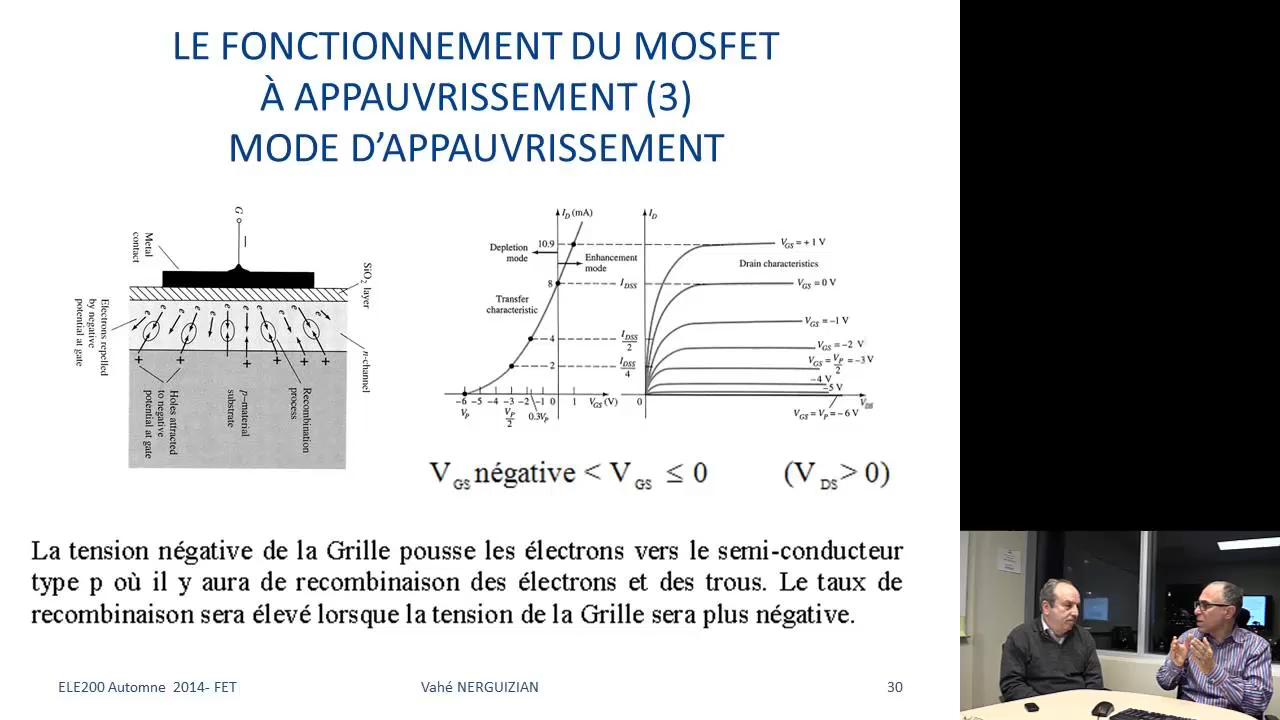 LE FONCTIONNEMENT DU MOSFET
À APPAUVRISSEMENT (3)
MODE D’APPAUVRISSEMENT
G
Metal
contact
SiO2 layer
Electrons repelled
by negative
potential at gate
e e e e e e e e
n-channel
+ + + + + +
Holes attracted
to negative
potential at gate
p-material
substrate
Recombination
process
ID (mA)
10.9
Depletion
mode
Enhancement
mode
8
Transfer
characteristic
4
2
-6 -5 -4 -3 -2 -1 0 1 VGS (V)
VP
VP/2
0.3VP
ID
IDSS
IDSS/2
IDSS/4
0
VGS = + 1 V
Drain characteristics
VGS = 0 V
VGS = −1 V
VGS = −2 V
VGS = VP/2 = −3 V
−4 V
−5 V
VGS = VP = − 6 V
VDS
VGS négative < VGS ≤ 0 (VDS > 0)
La tension négative de la Grille pousse les électrons vers le semi-conducteur
type p où il y aura de recombinaison des électrons et des trous. Le taux de
recombinaison sera élevé lorsque la tension de la Grille sera plus négative.
ELE200 Automne 2014- FET
Vahé NERGUIZIAN
30